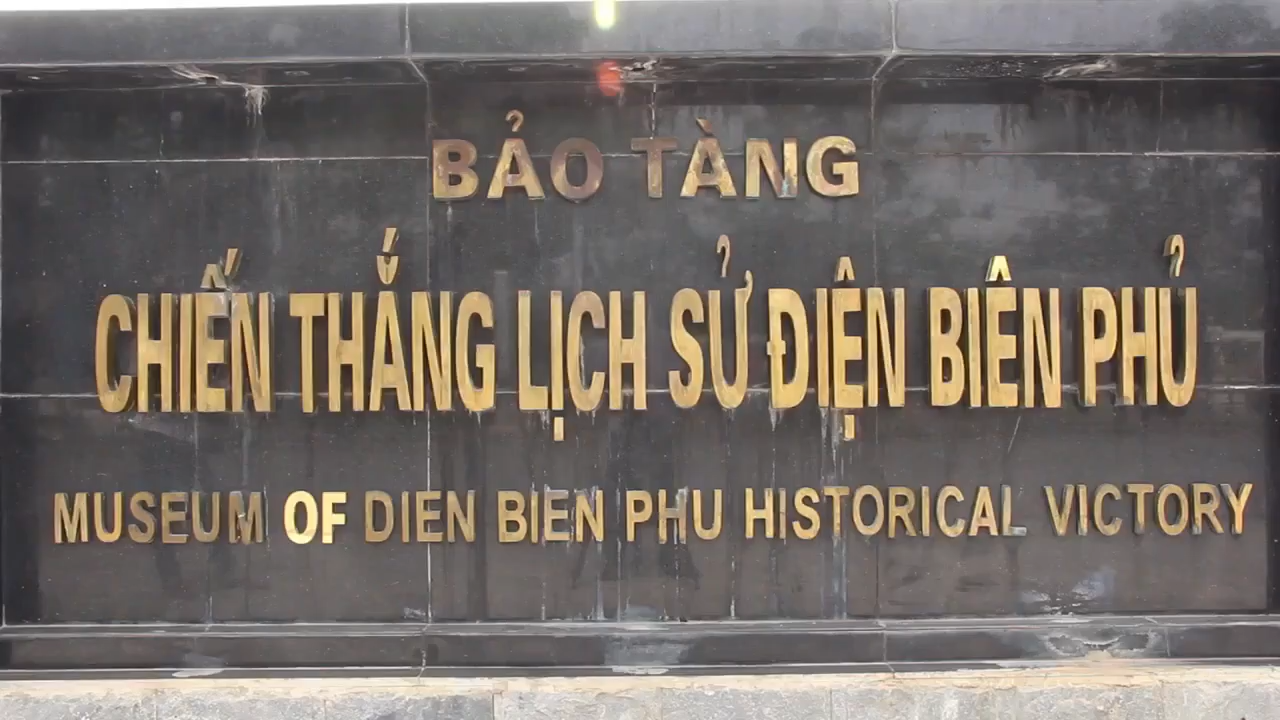 BẢO TÀNG
CHIẾN THẮNG LỊCH SỬ ĐIỆN BIÊN PHỦ
MUSEUM OF DIEN BIEN PHU HISTORICAL VICTORY